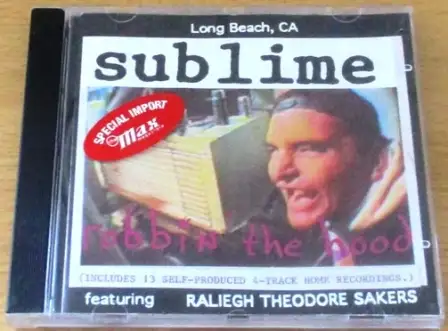 Long Beach, CA
sublime
SPECIAL IMPORT
max
robbin' the hood
(INCLUDES 13 SELF-PRODUCED 4-TRACK HOME RECORDINGS.)
featuring RALIEGH THEODORE SAKERS